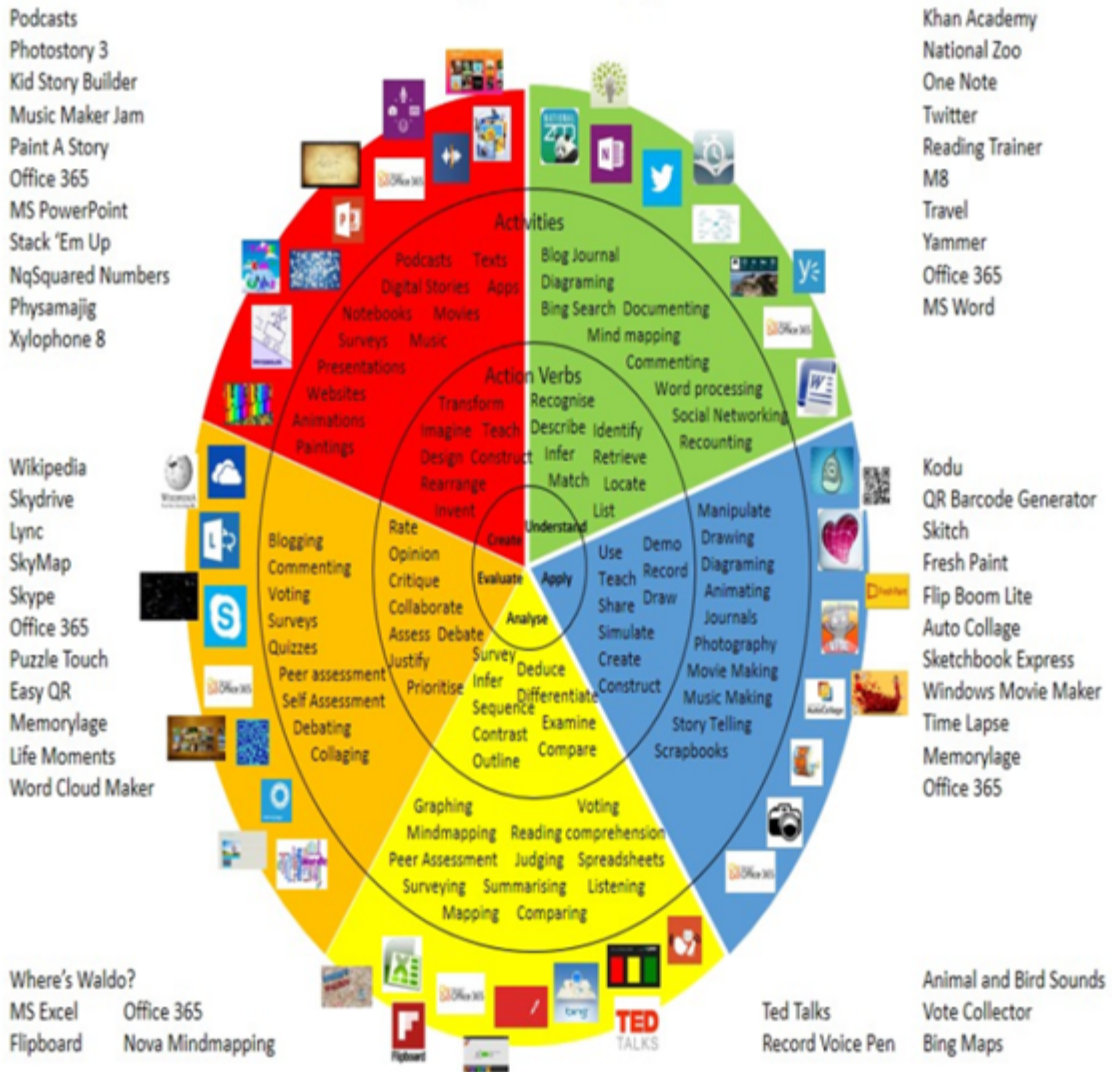 Podcasts
Photostory 3
Kid Story Builder
Music Maker Jam
Paint A Story
Office 365
MS PowerPoint
Stack 'Em Up
NqSquared Numbers
Physamajig
Xylophone 8
Khan Academy
National Zoo
One Note
Twitter
Reading Trainer
M8
Travel
Yammer
Office 365
MS Word
Activities
Podcasts Texts
Digital Stories Apps
Notebooks Movies
Surveys Music
Presentations
Websites
Animations
Paintings
Blog Journal
Diagraming
Bing Search Documenting
Mind mapping
Commenting
Word processing
Social Networking
Recounting
Action Verbs
Transform
Imagine Teach
Design Construct
Rearrange
Invent
Create
Recognise
Describe Identify
Infer Retrieve
Match Locate
List
Understand
Wikipedia
Skydrive
Lync
SkyMap
Skype
Office 365
Puzzle Touch
Easy QR
Memorylage
Life Moments
Word Cloud Maker
Blogging
Commenting
Voting
Surveys
Quizzes
Peer assessment
Self Assessment
Debating
Collaging
Rate
Opinion
Critique
Collaborate
Assess Debate
Justify
Prioritise
Evaluate
Apply
Analyse
Use Demo
Teach Record
Share Draw
Simulate
Create
Construct
Manipulate
Drawing
Diagraming
Animating
Journals
Photography
Movie Making
Music Making
Story Telling
Scrapbooks
Kodu
QR Barcode Generator
Skitch
Fresh Paint
Flip Boom Lite
Auto Collage
Sketchbook Express
Windows Movie Maker
Time Lapse
Memorylage
Office 365
Survey Deduce
Infer Differentiate
Sequence Examine
Contrast Compare
Outline
Graphing Voting
Mindmapping Reading comprehension
Peer Assessment Judging Spreadsheets
Surveying Summarising Listening
Mapping Comparing
Where's Waldo?
MS Excel Office 365
Flipboard Nova Mindmapping
Flipboard
bing
TED
TALKS
Animal and Bird Sounds
Ted Talks Vote Collector
Record Voice Pen Bing Maps